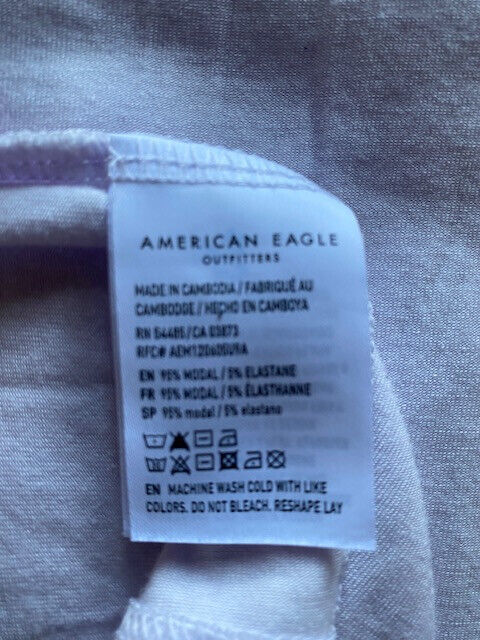 AMERICAN EAGLE
OUTFITTERS
MADE IN CAMBODIA / FABRIQUÉ AU
CAMBODGE / HECHO EN CAMBOYA
RN 54485/CA 03873
RFC# AEM120605URA
EN 95% MODAL / 5% ELASTANE
FR 95% MODAL / 5% ÉLASTHANNE
SP 95% modal / 5% elastano
EN MACHINE WASH COLD WITH LIKE
COLORS. DO NOT BLEACH. RESHAPE LAY